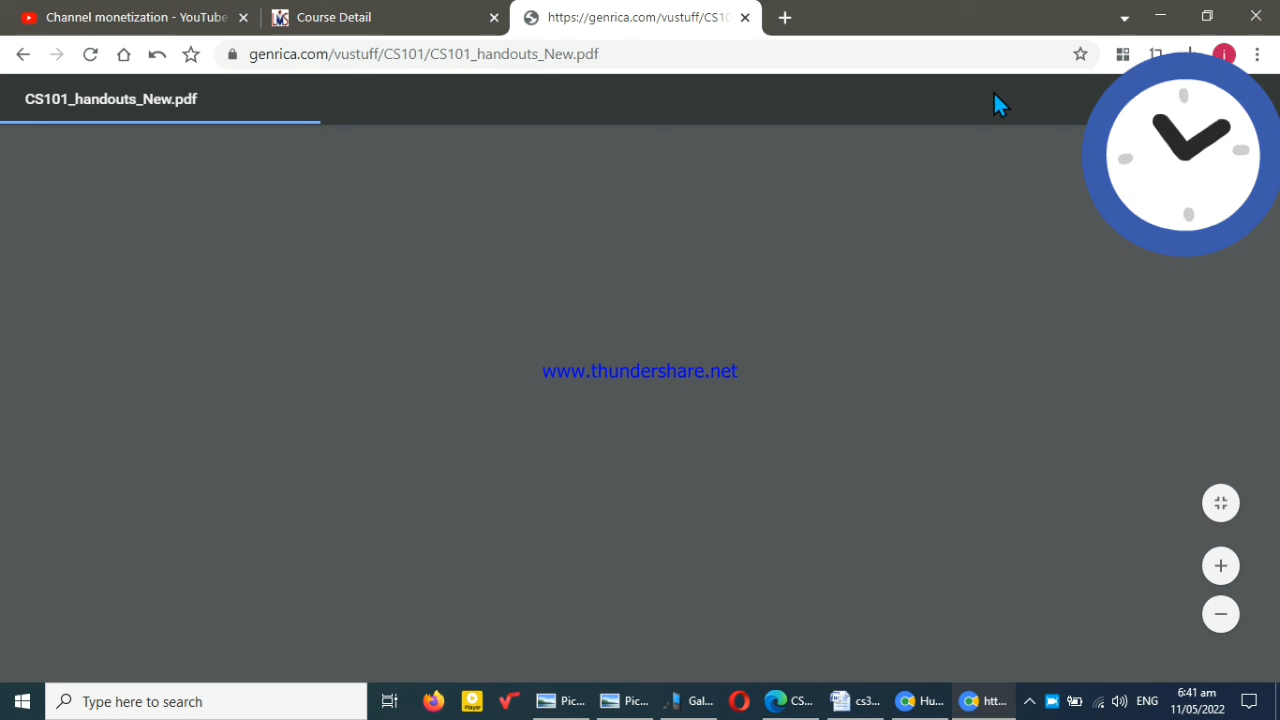 Channel monetization - YouTube
Course Detail
https://genrica.com/vustuff/CS10
genrica.com/vustuff/CS101/CS101_handouts_New.pdf
i
CS101_handouts_New.pdf
www.thundershare.net
Type here to search
Player
Pic...
Pic...
Gal...
CS...
cs3...
Hu...
htt...
ENG
6:41 am
11/05/2022